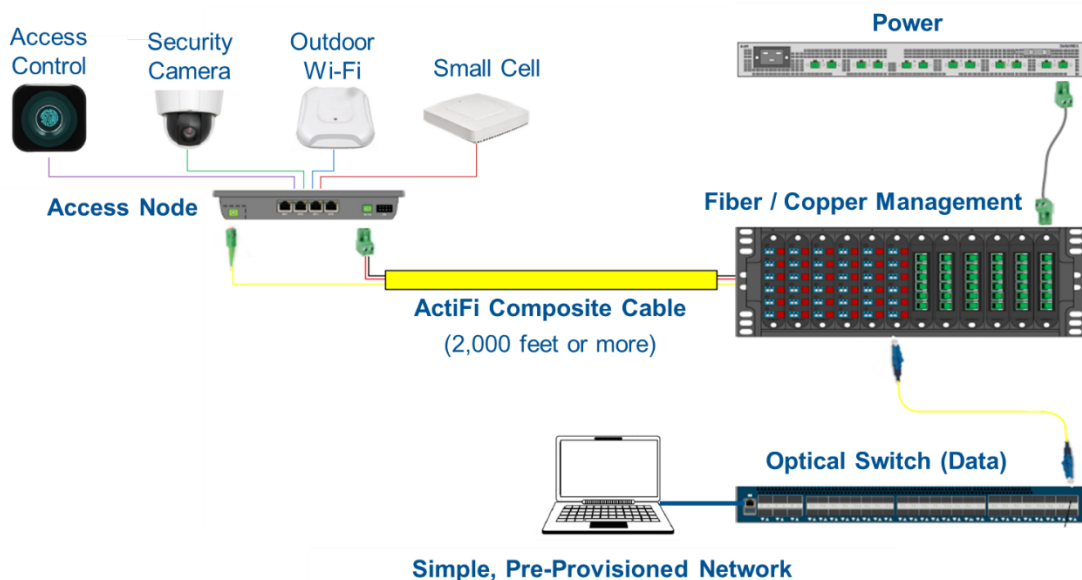 Access
Control
Security
Camera
Outdoor
Wi-Fi
Small Cell
Power
Access Node
Fiber / Copper Management
ActiFi Composite Cable
(2,000 feet or more)
Optical Switch (Data)
Simple, Pre-Provisioned Network